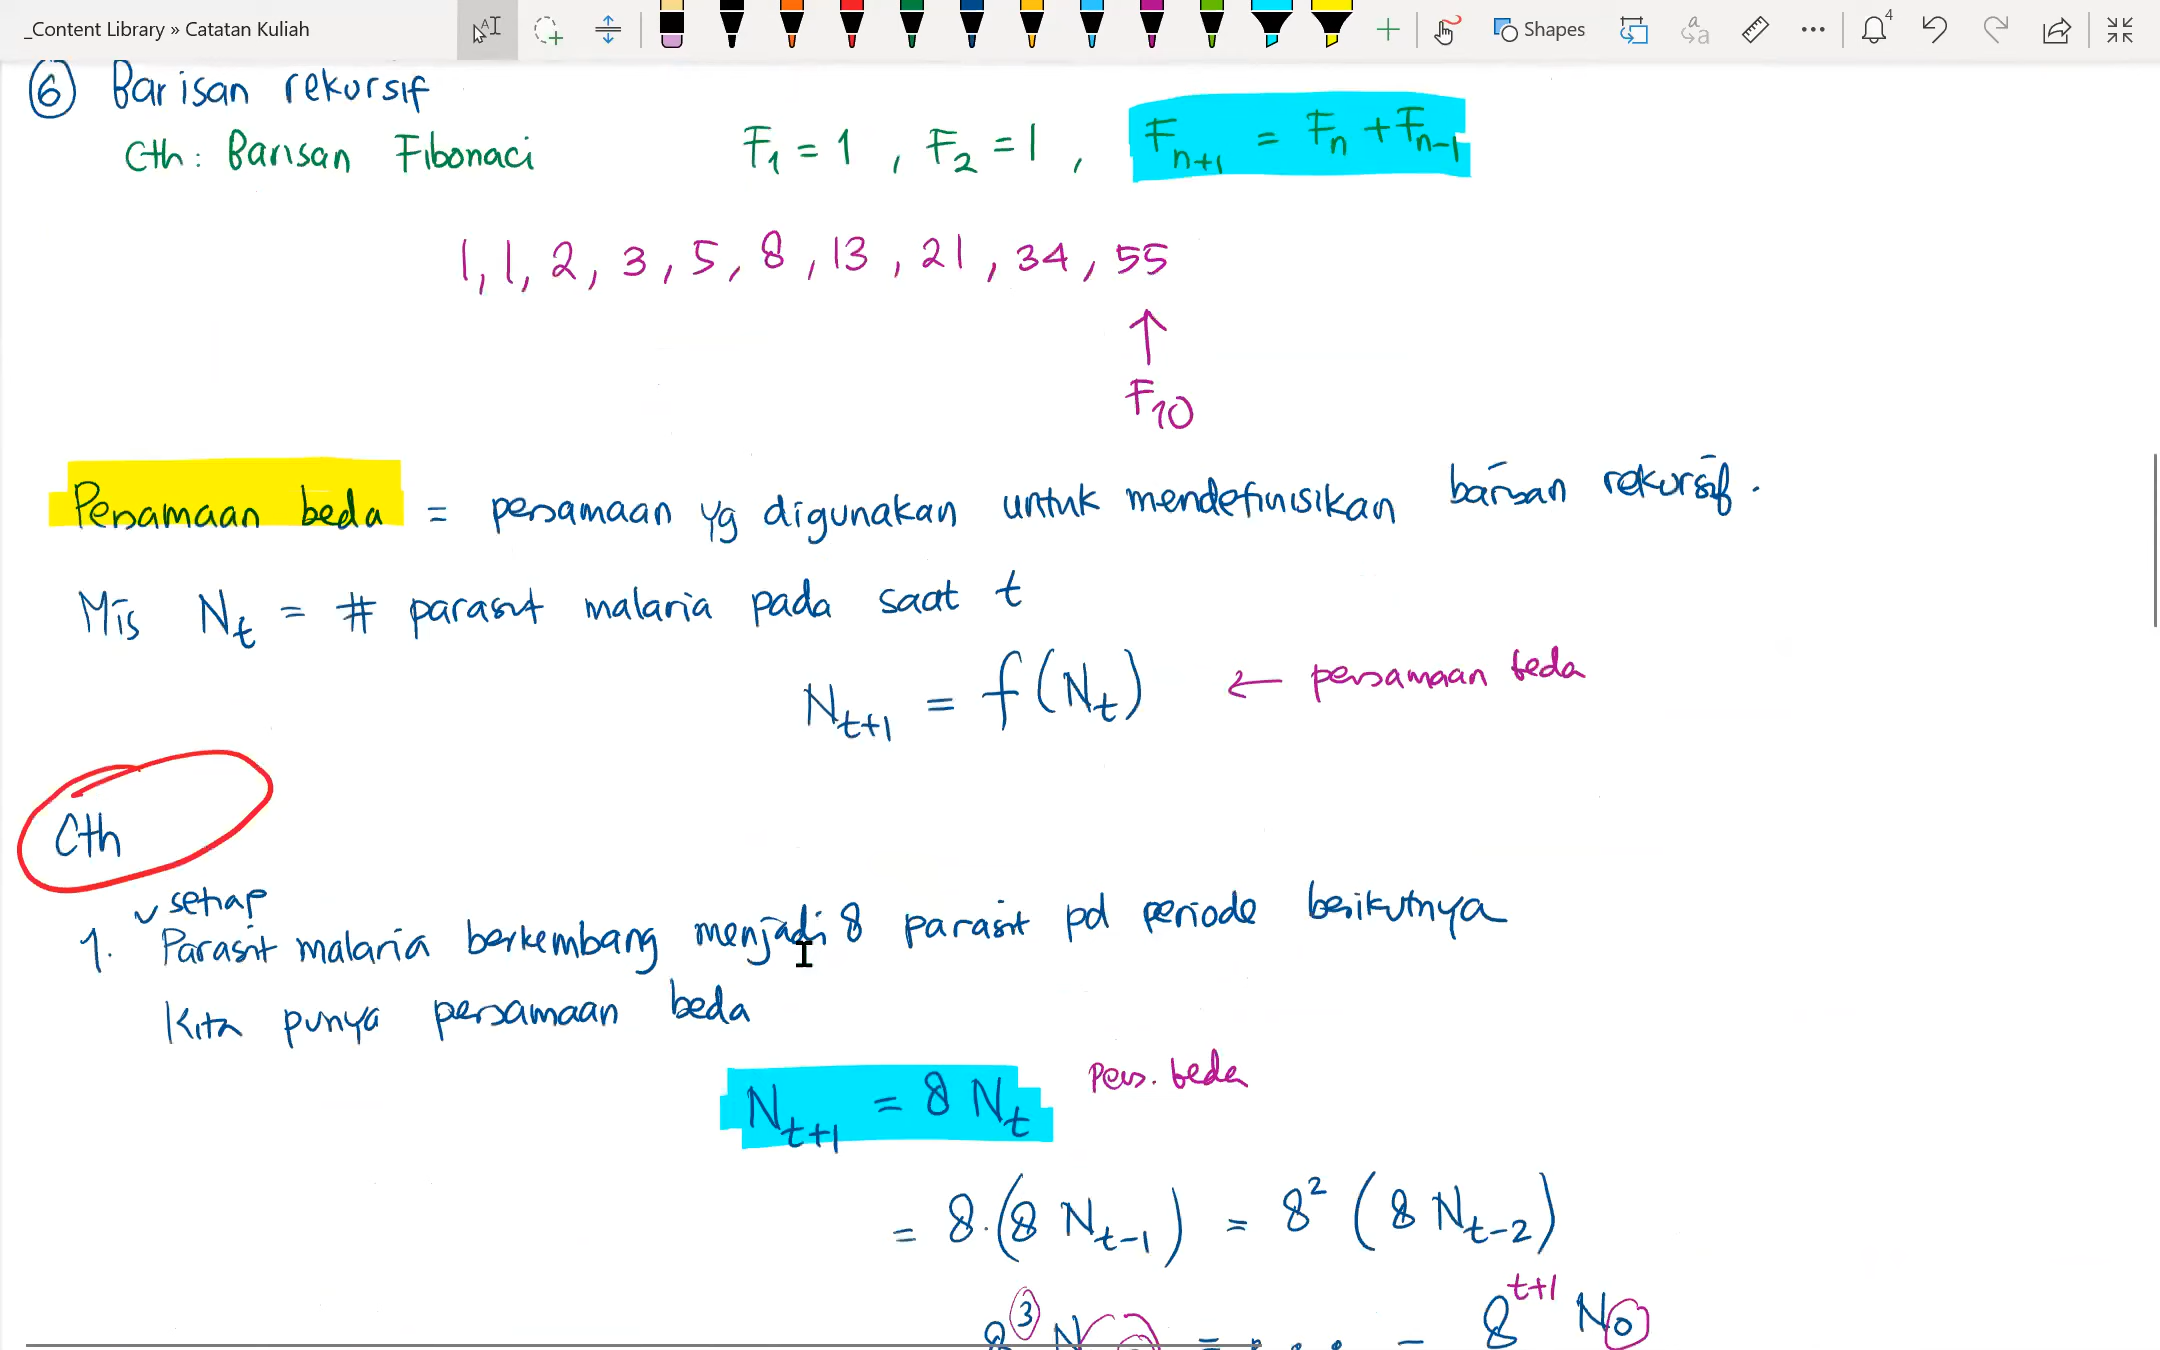 _Content Library » Catatan Kuliah
Shapes
4
⑥ Barisan rekursif
Cth: Barisan Fibonaci F₁ = 1 , F₂ = 1 , Fₙ₊₁ = Fₙ + Fₙ₋₁
1, 1, 2, 3, 5, 8, 13, 21, 34, 55
↑
F₁₀
Persamaan beda = persamaan yg digunakan untuk mendefinisikan barisan rekursif.
Mis Nₜ = # parasit malaria pada saat t
Nₜ₊₁ = f(Nₜ) ← persamaan beda
Cth
setiap
1. Parasit malaria berkembang menjadi 8 parasit pd periode berikutnya
Kita punya persamaan beda
Nₜ₊₁ = 8 Nₜ pers. beda
= 8.(8 Nₜ₋₁) = 8² (8 Nₜ₋₂)
8³ N = ... = 8ᵗ⁺¹ N₀